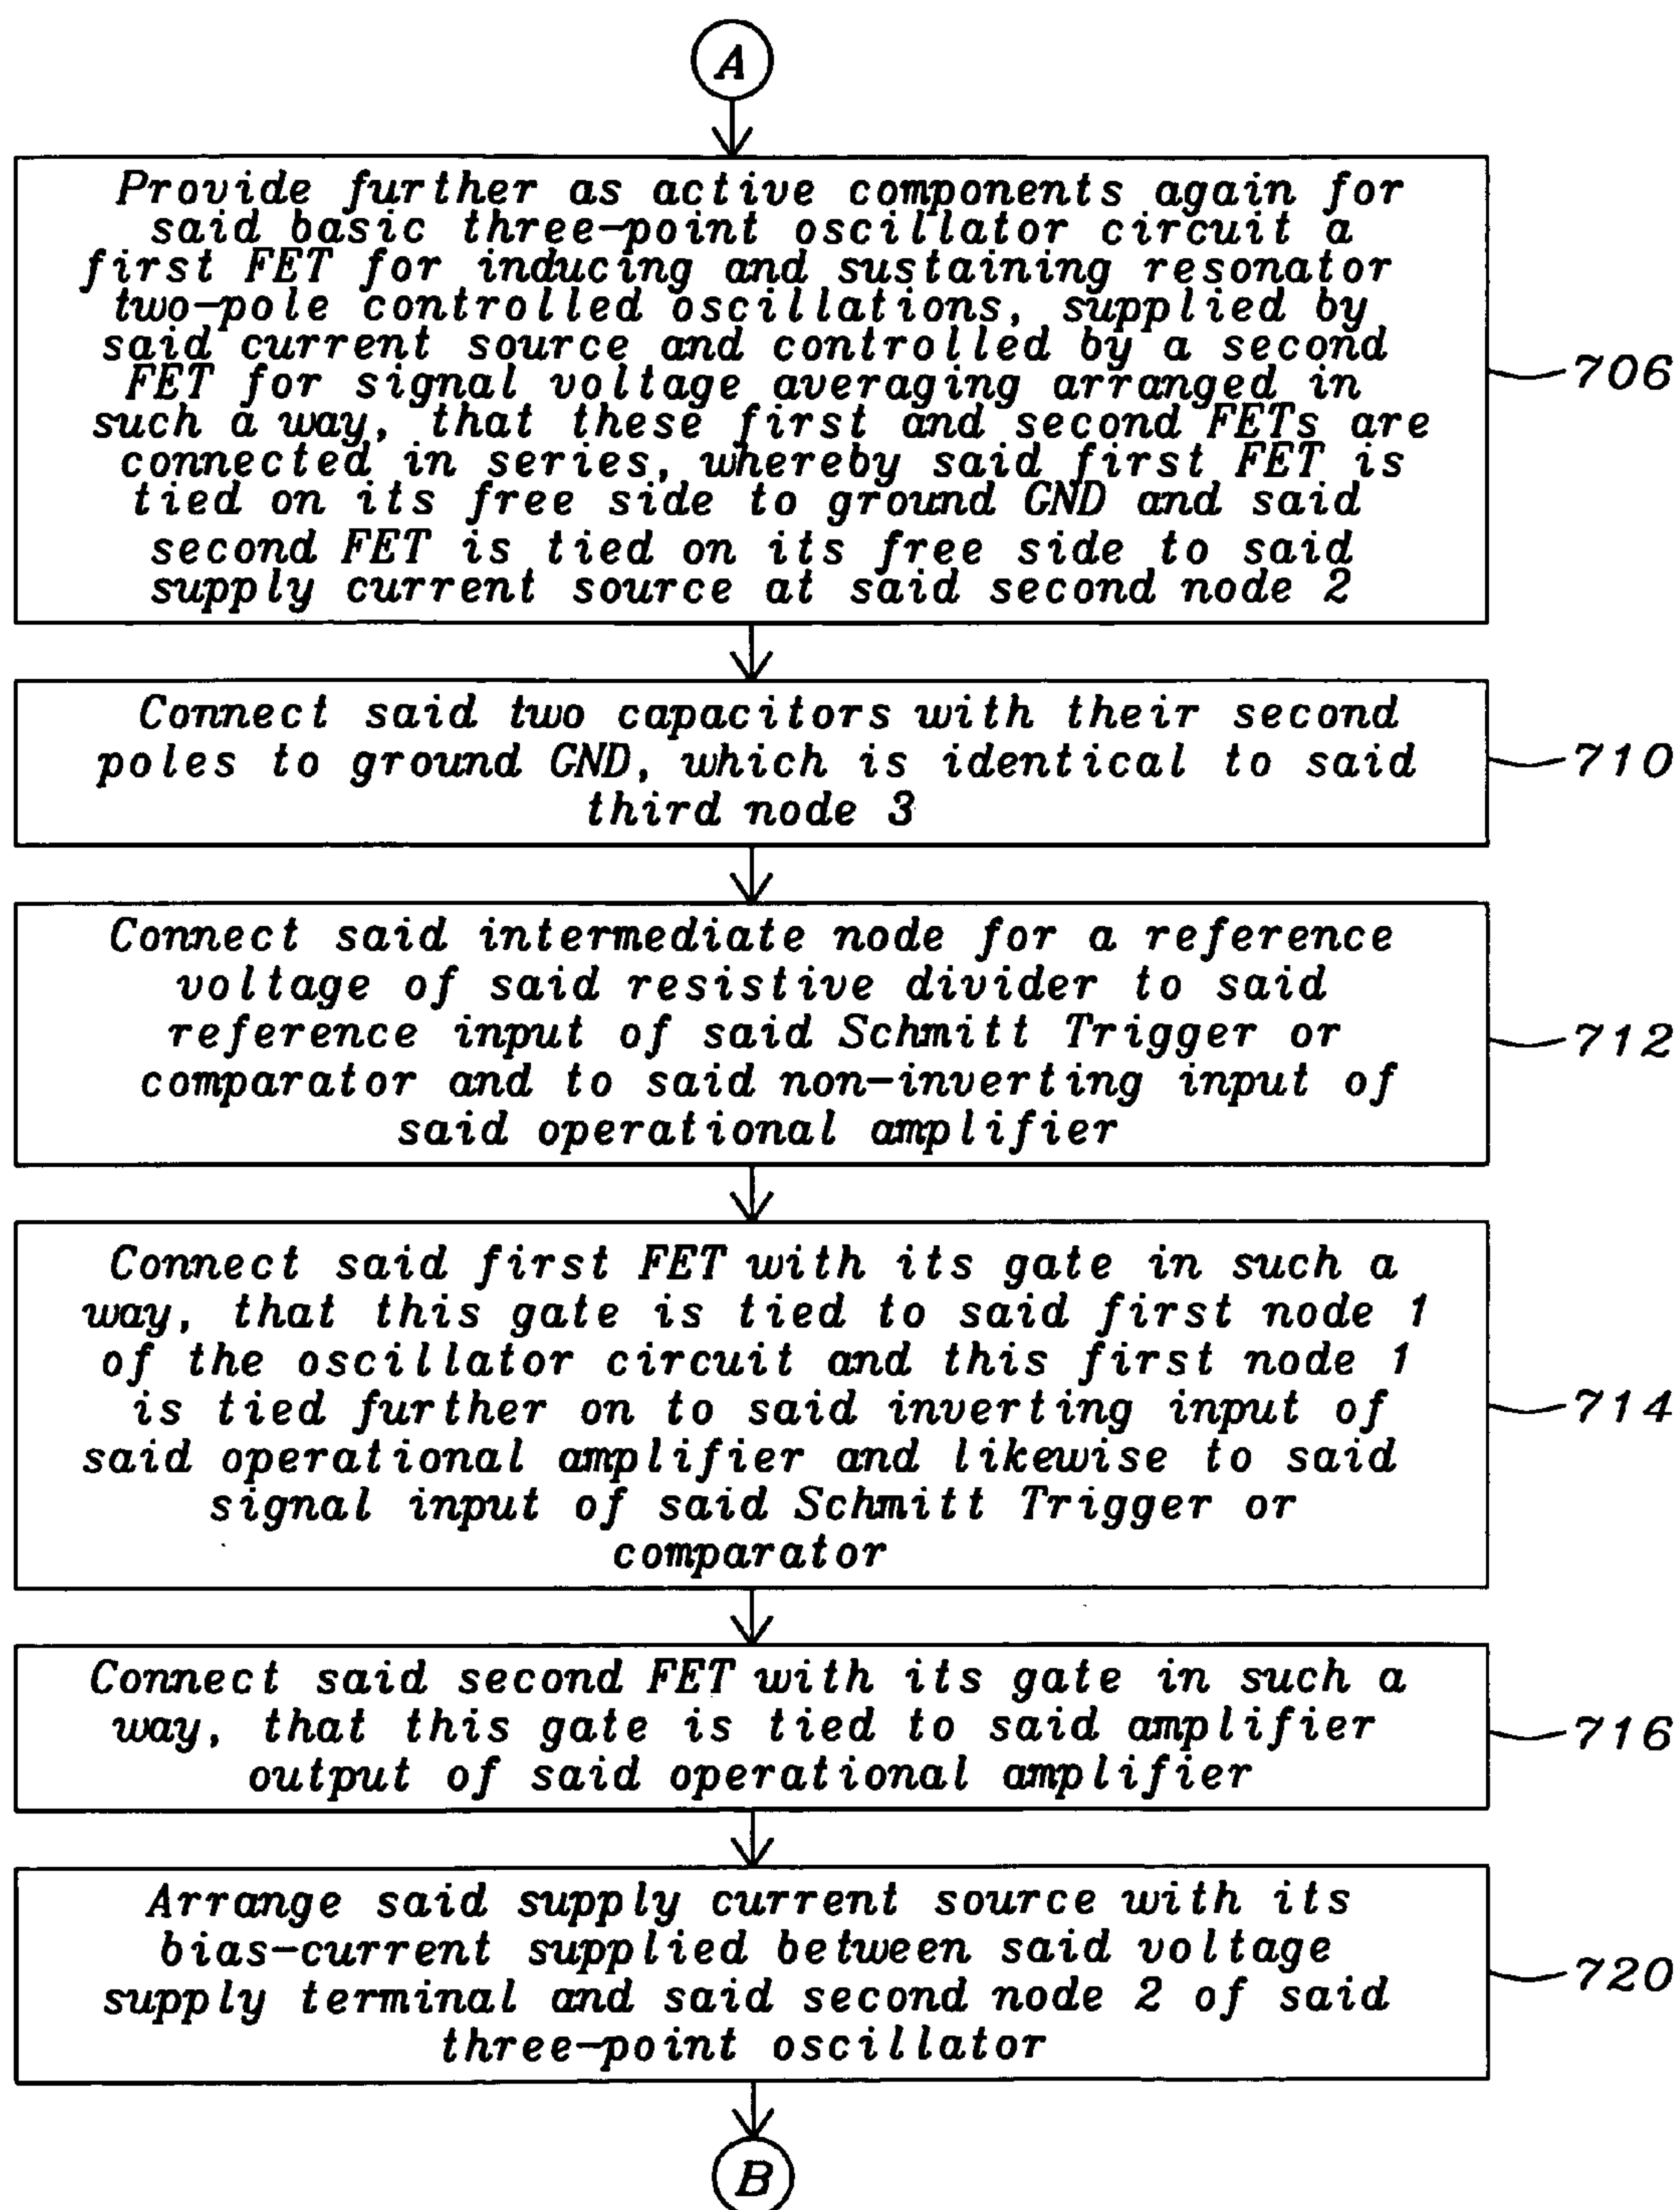 A
Provide further as active components again for
said basic three-point oscillator circuit a
first FET for inducing and sustaining resonator
two-pole controlled oscillations, supplied by
said current source and controlled by a second
FET for signal voltage averaging arranged in
such a way, that these first and second FETs are
connected in series, whereby said first FET is
tied on its free side to ground GND and said
second FET is tied on its free side to said
supply current source at said second node 2
706
Connect said two capacitors with their second
poles to ground GND, which is identical to said
third node 3
710
Connect said intermediate node for a reference
voltage of said resistive divider to said
reference input of said Schmitt Trigger or
comparator and to said non-inverting input of
said operational amplifier
712
Connect said first FET with its gate in such a
way, that this gate is tied to said first node 1
of the oscillator circuit and this first node 1
is tied further on to said inverting input of
said operational amplifier and likewise to said
signal input of said Schmitt Trigger or
comparator
714
Connect said second FET with its gate in such a
way, that this gate is tied to said amplifier
output of said operational amplifier
716
Arrange said supply current source with its
bias-current supplied between said voltage
supply terminal and said second node 2 of said
three-point oscillator
720
B